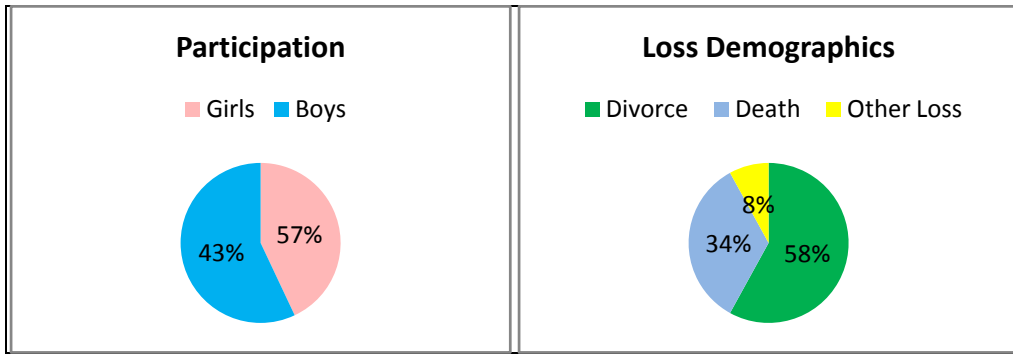 Participation
Girls Boys
43% 57%
Loss Demographics
Divorce Death Other Loss
8%
34% 58%